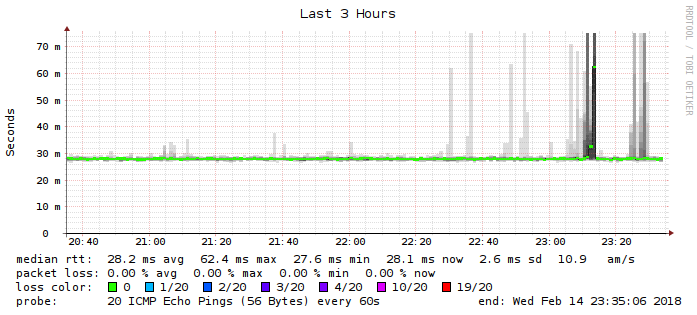 Last 3 Hours
RRDTOOL / TOBI OETIKER
Seconds
70 m
60 m
50 m
40 m
30 m
20 m
10 m
0
20:40 21:00 21:20 21:40 22:00 22:20 22:40 23:00 23:20
median rtt: 28.2 ms avg 62.4 ms max 27.6 ms min 28.1 ms now 2.6 ms sd 10.9 am/s
packet loss: 0.00 % avg 0.00 % max 0.00 % min 0.00 % now
loss color: 0 1/20 2/20 3/20 4/20 10/20 19/20
probe: 20 ICMP Echo Pings (56 Bytes) every 60s end: Wed Feb 14 23:35:06 2018